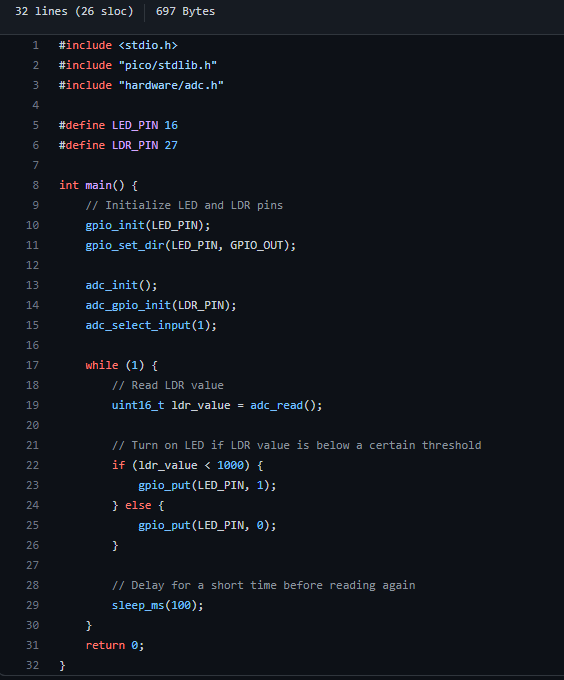 32 lines (26 sloc) 697 Bytes
1 #include <stdio.h>
2 #include "pico/stdlib.h"
3 #include "hardware/adc.h"
4
5 #define LED_PIN 16
6 #define LDR_PIN 27
7
8 int main() {
9 // Initialize LED and LDR pins
10 gpio_init(LED_PIN);
11 gpio_set_dir(LED_PIN, GPIO_OUT);
12
13 adc_init();
14 adc_gpio_init(LDR_PIN);
15 adc_select_input(1);
16
17 while (1) {
18 // Read LDR value
19 uint16_t ldr_value = adc_read();
20
21 // Turn on LED if LDR value is below a certain threshold
22 if (ldr_value < 1000) {
23 gpio_put(LED_PIN, 1);
24 } else {
25 gpio_put(LED_PIN, 0);
26 }
27
28 // Delay for a short time before reading again
29 sleep_ms(100);
30 }
31 return 0;
32 }